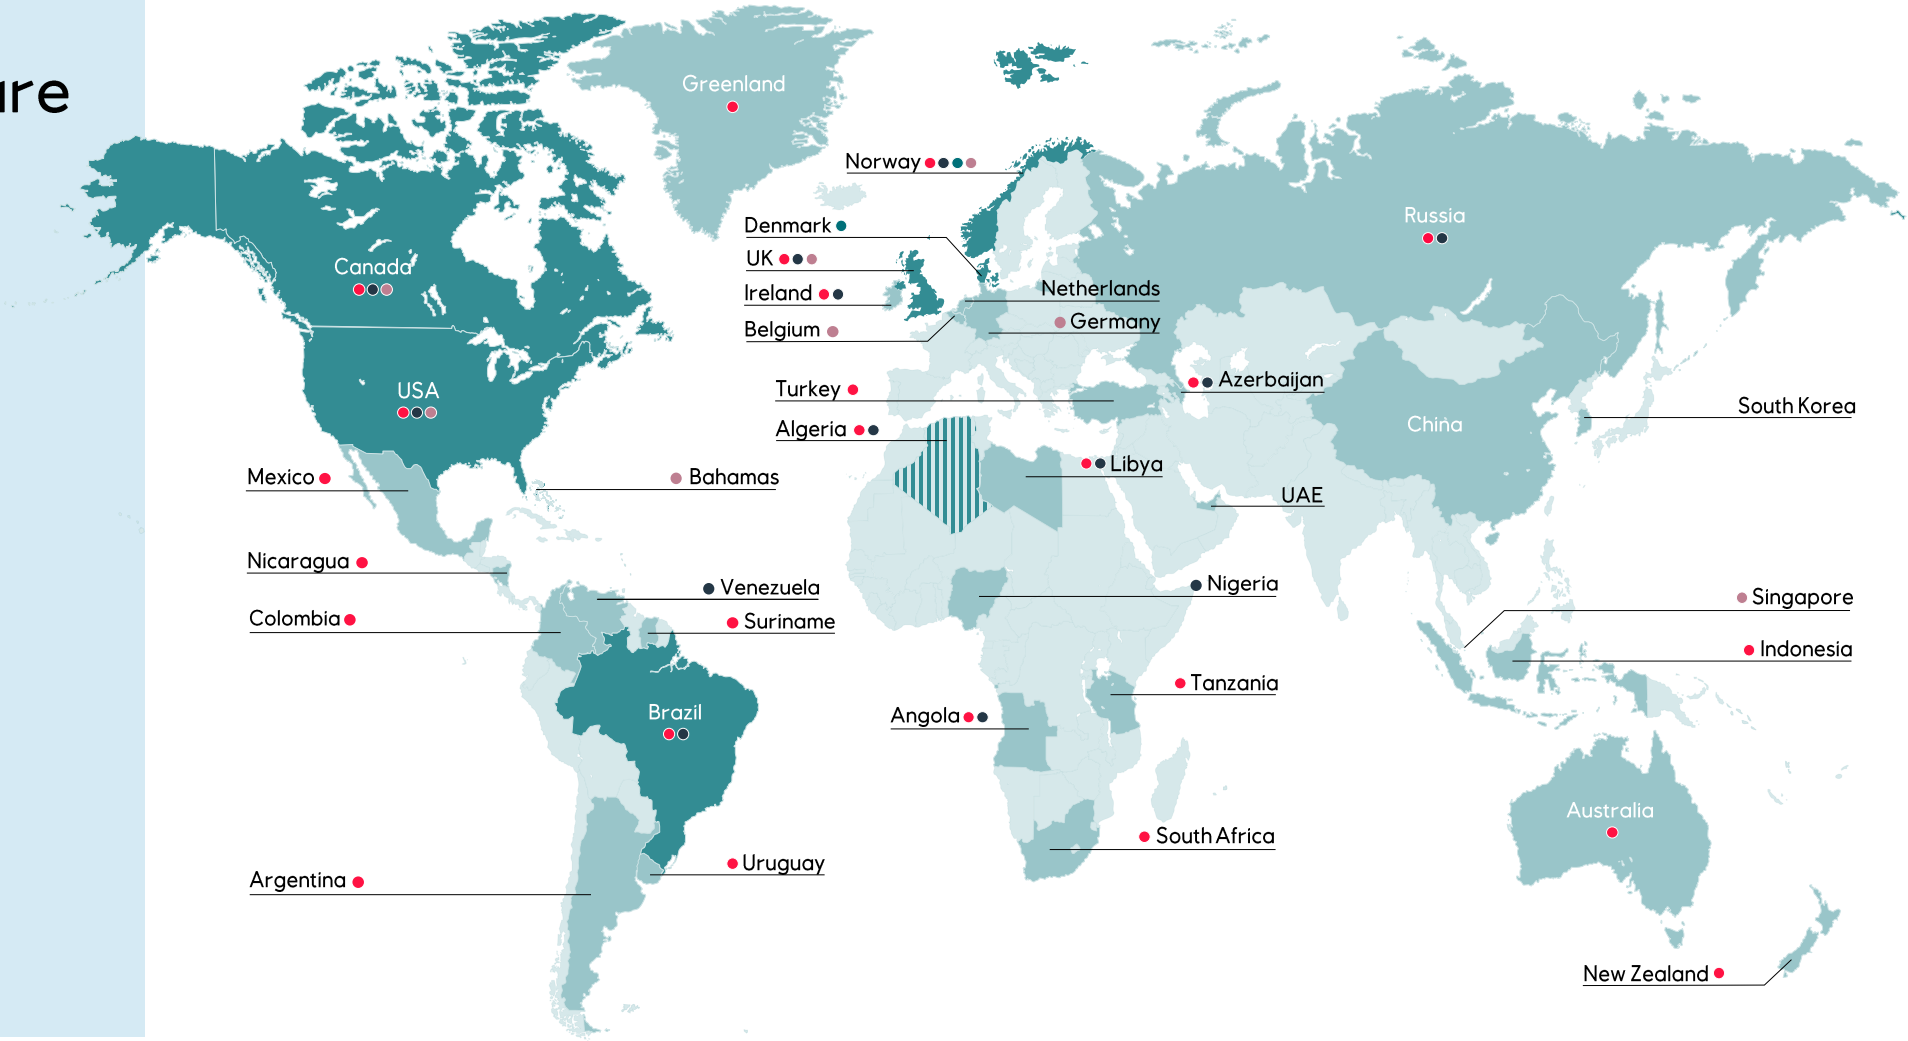 Greenland
Norway
Russia
Denmark
UK
Canada
Netherlands
Ireland
Germany
Belgium
USA
Turkey
Azerbaijan
South Korea
China
Algeria
Libya
Mexico
Bahamas
UAE
Nicaragua
Venezuela
Nigeria
Singapore
Colombia
Suriname
Indonesia
Tanzania
Brazil
Angola
Australia
South Africa
Uruguay
Argentina
New Zealand